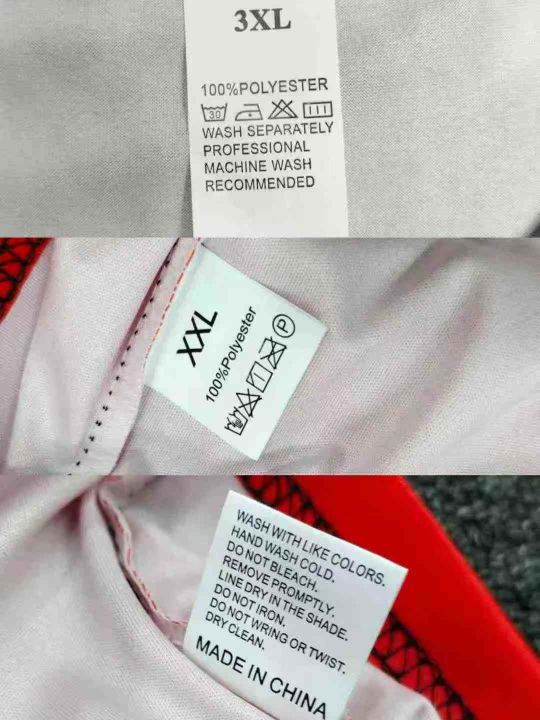 3XL
100%POLYESTER
30
WASH SEPARATELY
PROFESSIONAL
MACHINE WASH
RECOMMENDED
XXL
100%Polyester
P
WASH WITH LIKE COLORS.
HAND WASH COLD.
DO NOT BLEACH.
REMOVE PROMPTLY.
LINE DRY IN THE SHADE.
DO NOT IRON.
DO NOT WRING OR TWIST.
DRY CLEAN.
MADE IN CHINA